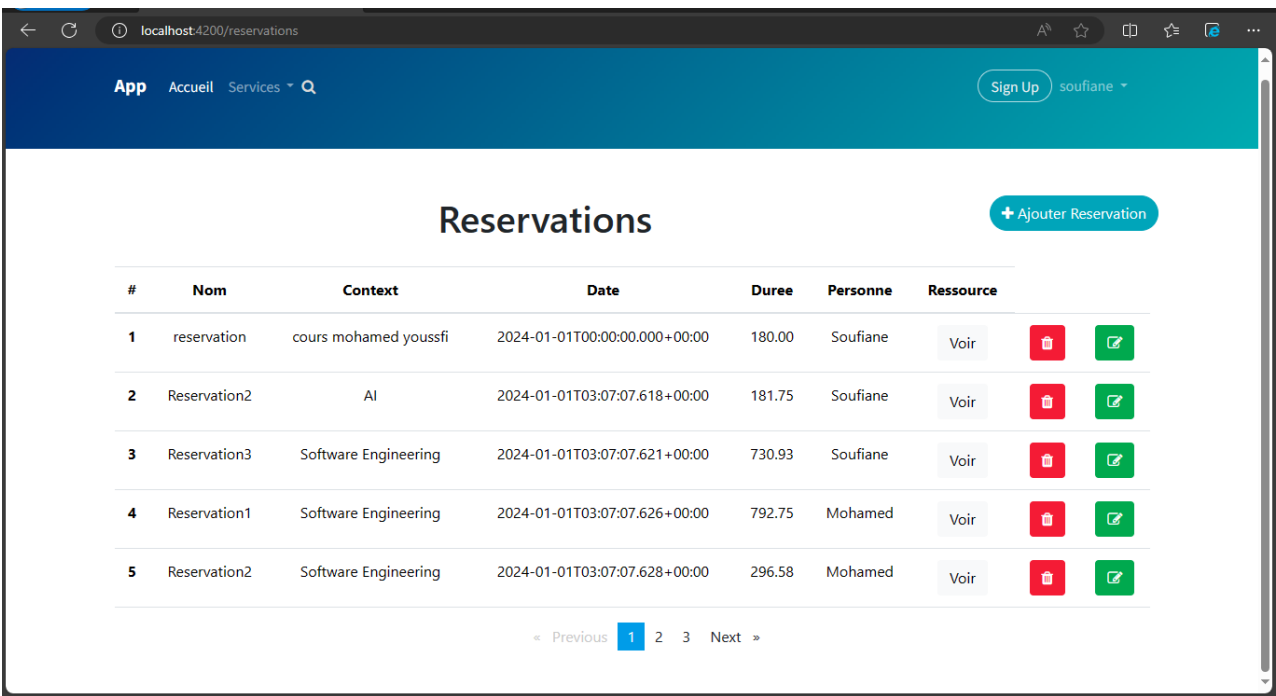 localhost:4200/reservations
App Accueil Services Sign Up soufiane
Reservations
Ajouter Reservation
# Nom Context Date Duree Personne Ressource
1 reservation cours mohamed youssfi 2024-01-01T00:00:00.000+00:00 180.00 Soufiane Voir
2 Reservation2 AI 2024-01-01T03:07:07.618+00:00 181.75 Soufiane Voir
3 Reservation3 Software Engineering 2024-01-01T03:07:07.621+00:00 730.93 Soufiane Voir
4 Reservation1 Software Engineering 2024-01-01T03:07:07.626+00:00 792.75 Mohamed Voir
5 Reservation2 Software Engineering 2024-01-01T03:07:07.628+00:00 296.58 Mohamed Voir
« Previous 1 2 3 Next »